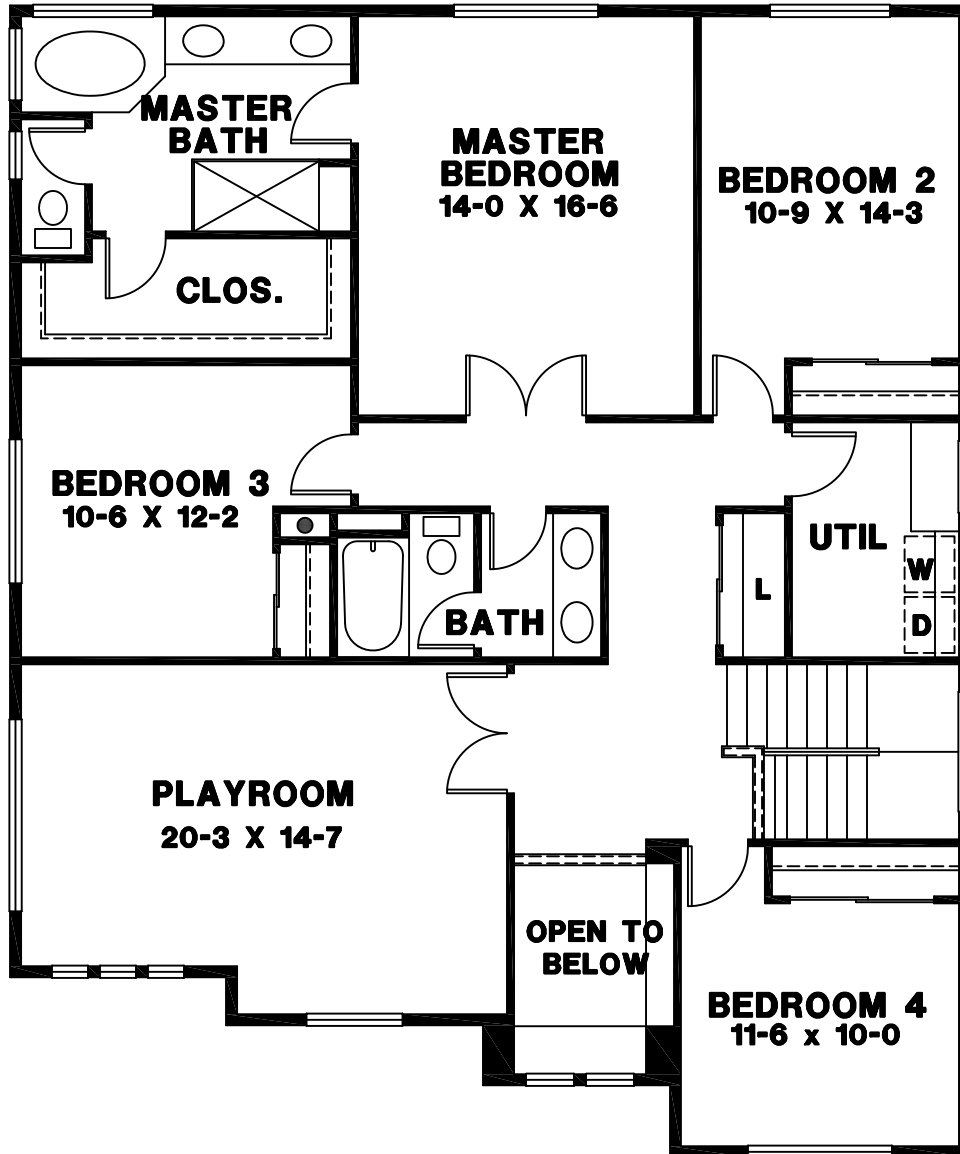 MASTER
BATH
MASTER
BEDROOM
14-0 X 16-6
BEDROOM 2
10-9 X 14-3
CLOS.
BEDROOM 3
10-6 X 12-2
UTIL
W
L
D
BATH
PLAYROOM
20-3 X 14-7
OPEN TO
BELOW
BEDROOM 4
11-6 x 10-0